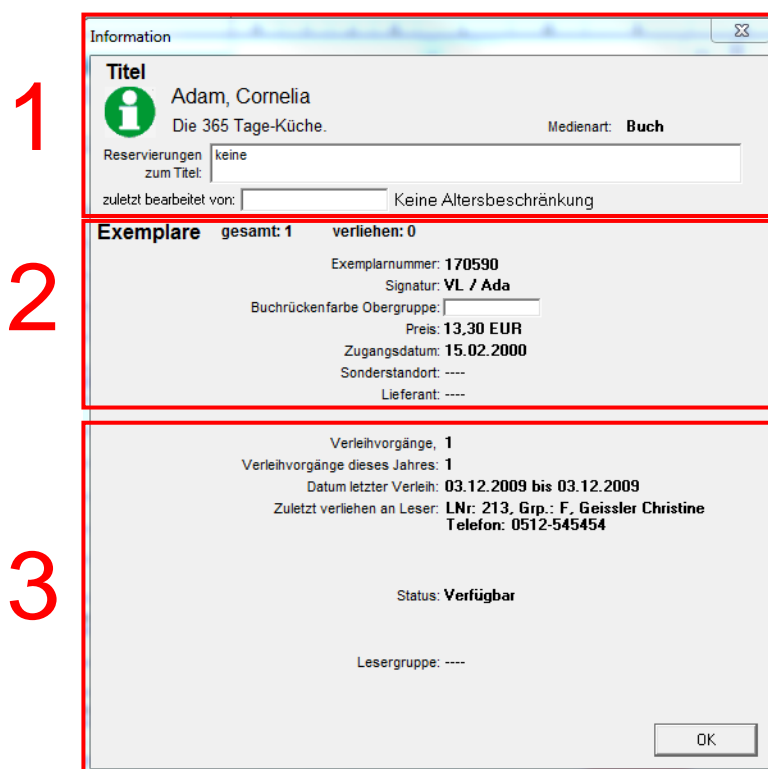 Information
Titel
1
Adam, Cornelia
Die 365 Tage-Küche.
Medienart: Buch
Reservierungen zum Titel: keine
zuletzt bearbeitet von:
Keine Altersbeschränkung
2
Exemplare gesamt: 1 verliehen: 0
Exemplarnummer: 170590
Signatur: VL / Ada
Buchrückenfarbe Obergruppe:
Preis: 13,30 EUR
Zugangsdatum: 15.02.2000
Sonderstandort: ----
Lieferant: ----
3
Verleihvorgänge, 1
Verleihvorgänge dieses Jahres: 1
Datum letzter Verleih: 03.12.2009 bis 03.12.2009
Zuletzt verliehen an Leser: LNr: 213, Grp.: F, Geissler Christine
Telefon: 0512-545454
Status: Verfügbar
Lesergruppe: ----
OK